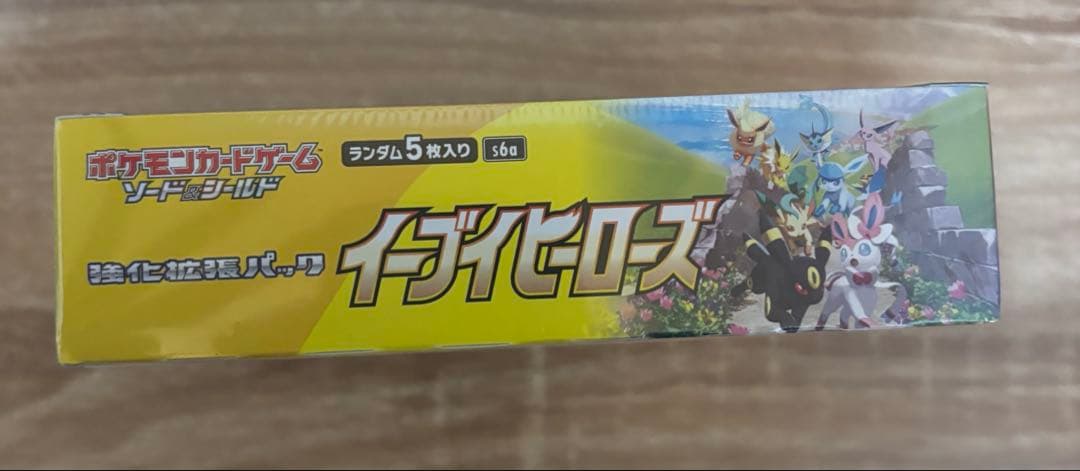 ポケモンカードゲーム
ソード&シールド
ランダム5枚入り s6a
強化拡張パック
イーブイヒーローズ